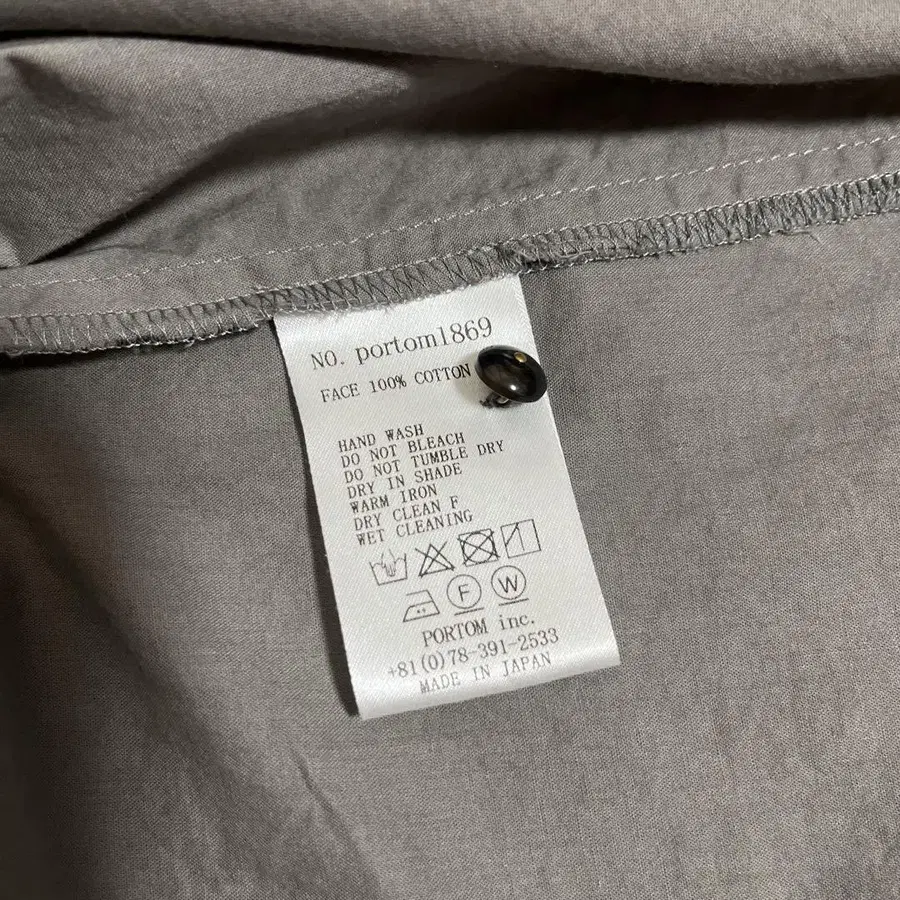 NO. portom1869
FACE 100% COTTON
HAND WASH
DO NOT BLEACH
DO NOT TUMBLE DRY
DRY IN SHADE
WARM IRON
DRY CLEAN F
WET CLEANING
F W
PORTOM inc.
+81(0)78-391-2533
MADE IN JAPAN